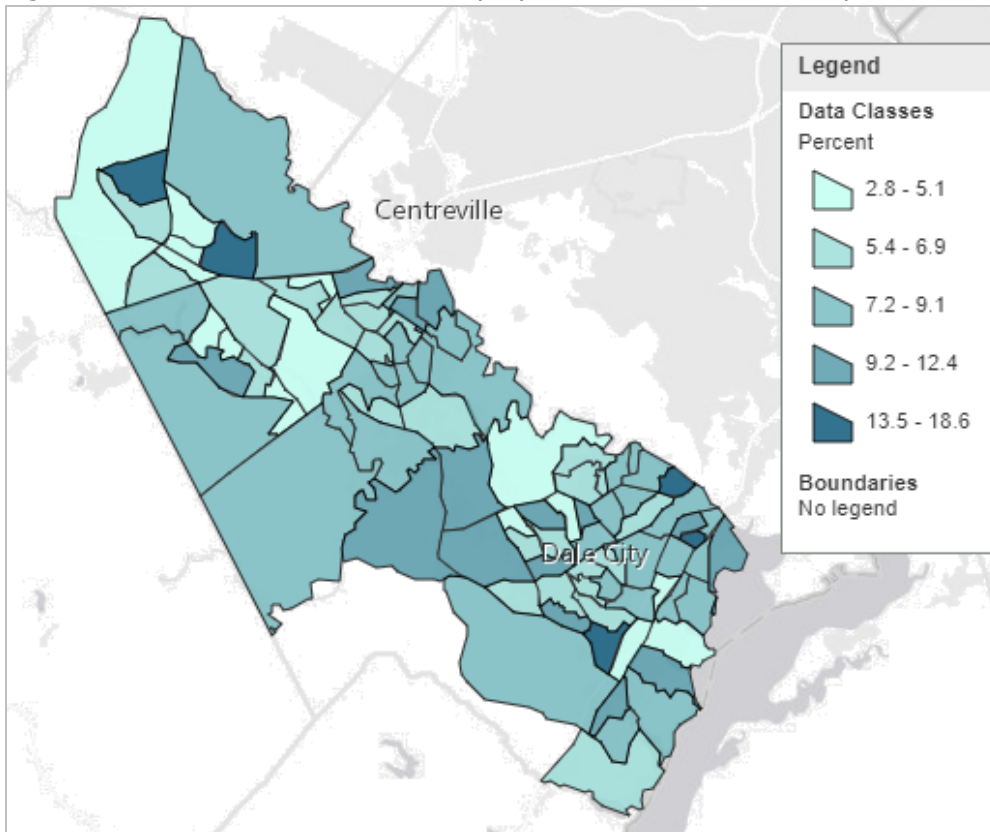 Legend
Data Classes
Percent
2.8 - 5.1
5.4 - 6.9
7.2 - 9.1
9.2 - 12.4
13.5 - 18.6
Boundaries
No legend
Centreville
Dale City